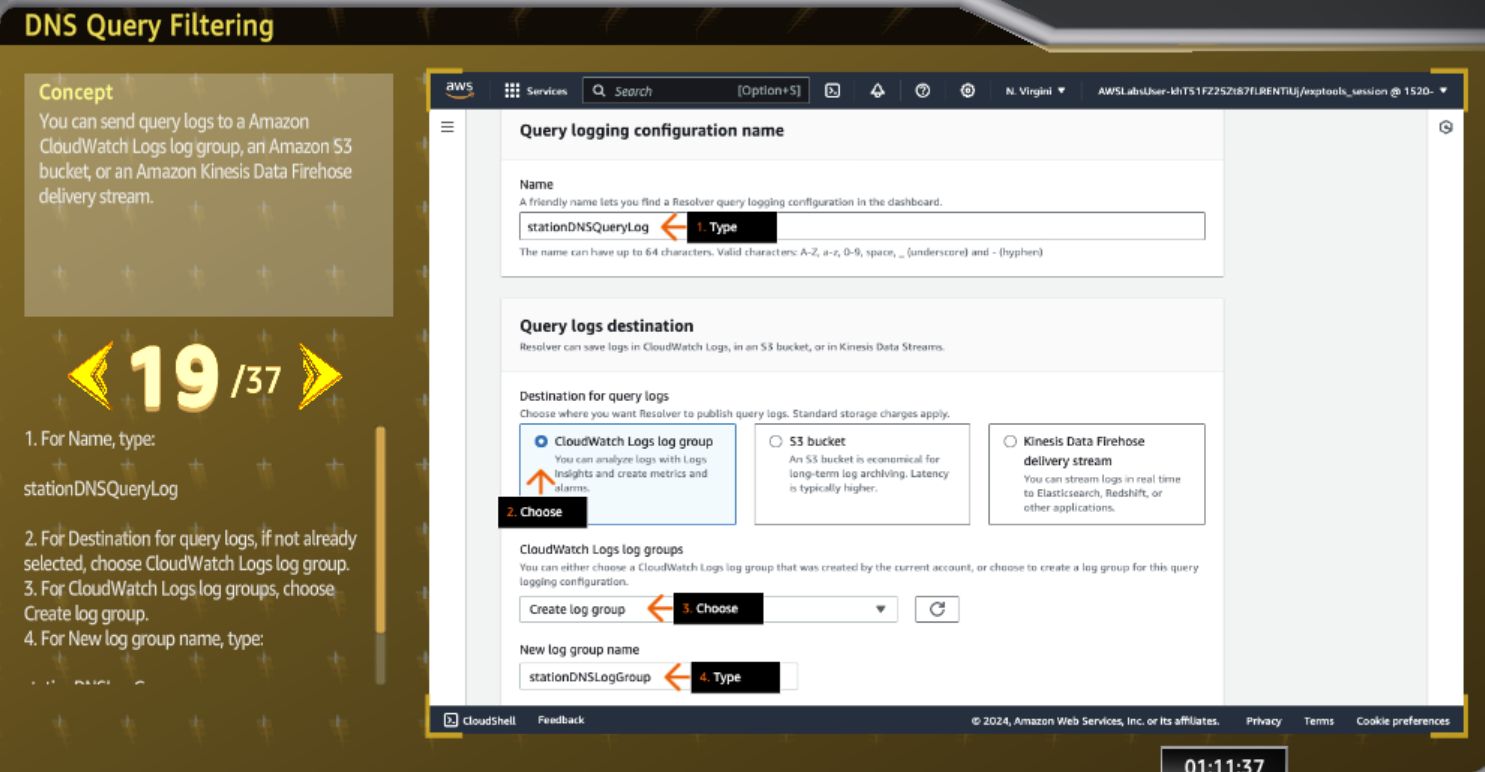 DNS Query Filtering
Concept
You can send query logs to a Amazon
CloudWatch Logs log group, an Amazon S3
bucket, or an Amazon Kinesis Data Firehose
delivery stream.
19 /37
1. For Name, type:
stationDNSQueryLog
2. For Destination for query logs, if not already
selected, choose CloudWatch Logs log group.
3. For CloudWatch Logs log groups, choose
Create log group.
4. For New log group name, type:
aws
Services
Search
[Option+S]
N. Virgini
Query logging configuration name
Name
A friendly name lets you find a Resolver query logging configuration in the dashboard.
stationDNSQueryLog
1. Type
The name can have up to 64 characters. Valid characters: A-Z, a-z, 0-9, space, _ (underscore) and - (hyphen)
Query logs destination
Resolver can save logs in CloudWatch Logs, in an S3 bucket, or in Kinesis Data Streams.
Destination for query logs
Choose where you want Resolver to publish query logs. Standard storage charges apply.
CloudWatch Logs log group
You can analyze logs with Logs
Insights and create metrics and
alarms.
2. Choose
S3 bucket
An S3 bucket is economical for
long-term log archiving. Latency
is typically higher.
Kinesis Data Firehose
delivery stream
You can stream logs in real time
to Elasticsearch, Redshift, or
other applications.
CloudWatch Logs log groups
You can either choose a CloudWatch Logs log group that was created by the current account, or choose to create a log group for this query
logging configuration.
Create log group
3. Choose
New log group name
stationDNSLogGroup
4. Type
CloudShell
Feedback
© 2024, Amazon Web Services, Inc. or its affiliates.
Privacy
Terms
Cookie preferences
01:11:37